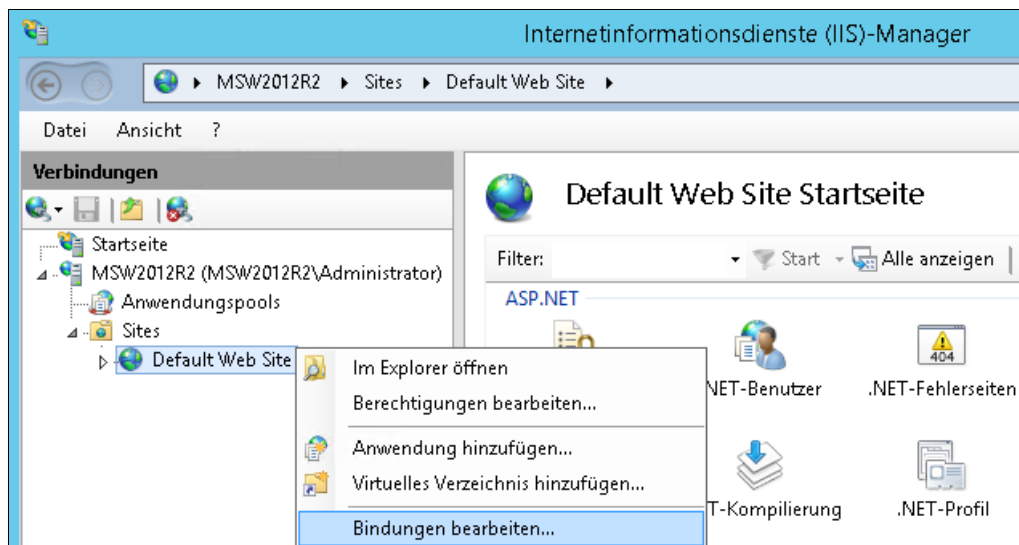 Internetinformationsdienste (IIS)-Manager
MSW2012R2 Sites Default Web Site
Datei Ansicht ?
Verbindungen
Startseite
MSW2012R2 (MSW2012R2\Administrator)
Anwendungspools
Sites
Default Web Site
Default Web Site Startseite
Filter: Start Alle anzeigen
ASP.NET
.NET-Benutzer
404
.NET-Fehlerseiten
T-Kompilierung
.NET-Profil
Im Explorer öffnen
Berechtigungen bearbeiten...
Anwendung hinzufügen...
Virtuelles Verzeichnis hinzufügen...
Bindungen bearbeiten...